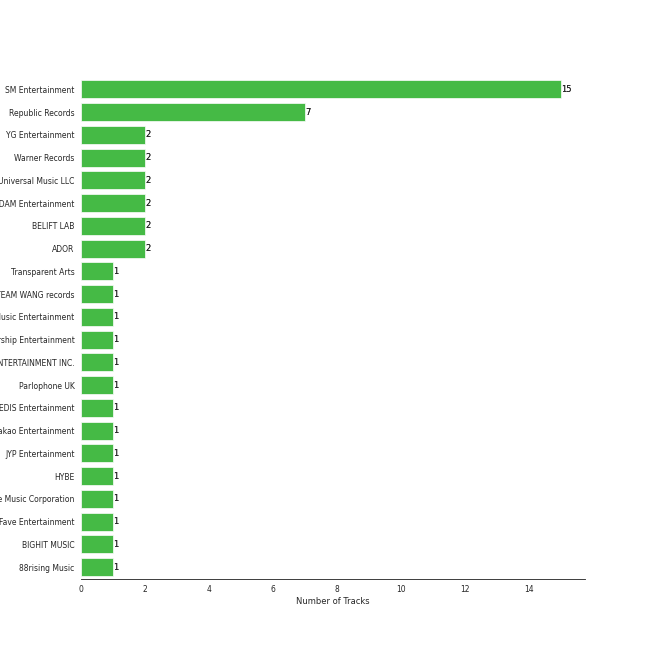 SM Entertainment 15
Republic Records 7
YG Entertainment 2
Warner Records 2
Universal Music LLC 2
DAM Entertainment 2
BELIFT LAB 2
ADOR 2
Transparent Arts 1
TEAM WANG records 1
usic Entertainment 1
rship Entertainment 1
NTERTAINMENT INC. 1
Parlophone UK 1
EDIS Entertainment 1
akao Entertainment 1
JYP Entertainment 1
HYBE 1
e Music Corporation 1
Fave Entertainment 1
BIGHIT MUSIC 1
88rising Music 1
0 2 4 6 8 10 12 14
Number of Tracks